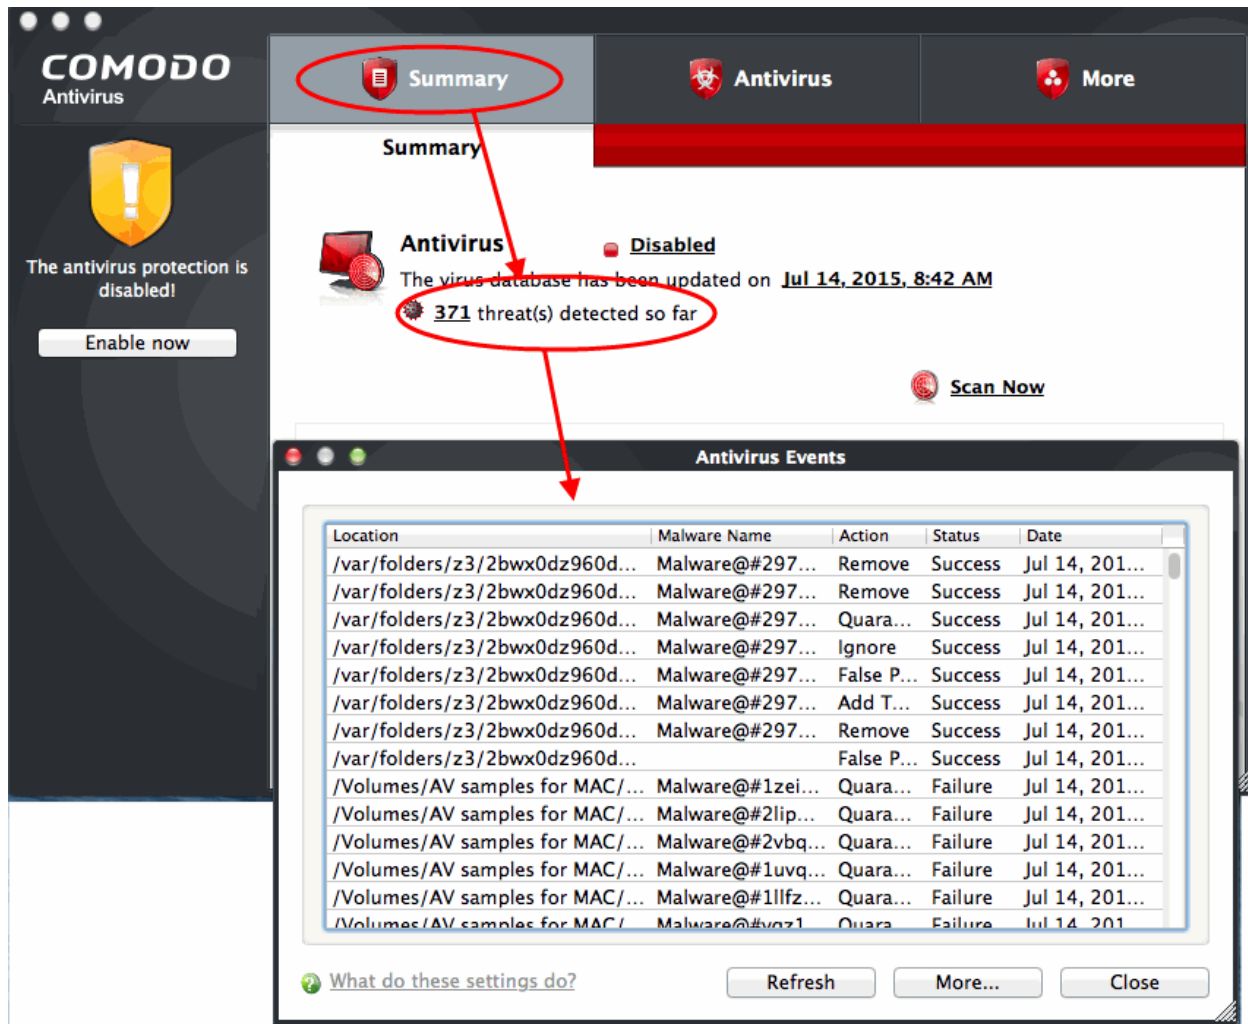 COMODO
Antivirus
Summary
Antivirus
More
Summary
The antivirus protection is
disabled!
Enable now
Antivirus Disabled
The virus database has been updated on Jul 14, 2015, 8:42 AM
371 threat(s) detected so far
Scan Now
Antivirus Events
Location Malware Name Action Status Date
/var/folders/z3/2bwx0dz960d... Malware@#297... Remove Success Jul 14, 201...
/var/folders/z3/2bwx0dz960d... Malware@#297... Remove Success Jul 14, 201...
/var/folders/z3/2bwx0dz960d... Malware@#297... Quara... Success Jul 14, 201...
/var/folders/z3/2bwx0dz960d... Malware@#297... Ignore Success Jul 14, 201...
/var/folders/z3/2bwx0dz960d... Malware@#297... False P... Success Jul 14, 201...
/var/folders/z3/2bwx0dz960d... Malware@#297... Add T... Success Jul 14, 201...
/var/folders/z3/2bwx0dz960d... Malware@#297... Remove Success Jul 14, 201...
/var/folders/z3/2bwx0dz960d... False P... Success Jul 14, 201...
/Volumes/AV samples for MAC/... Malware@#1zei... Quara... Failure Jul 14, 201...
/Volumes/AV samples for MAC/... Malware@#2lip... Quara... Failure Jul 14, 201...
/Volumes/AV samples for MAC/... Malware@#2vbq... Quara... Failure Jul 14, 201...
/Volumes/AV samples for MAC/... Malware@#1uvq... Quara... Failure Jul 14, 201...
/Volumes/AV samples for MAC/... Malware@#1llfz... Quara... Failure Jul 14, 201...
/Volumes/AV samples for MAC/ Quara Failure Jul 14 201
What do these settings do?
Refresh
More...
Close